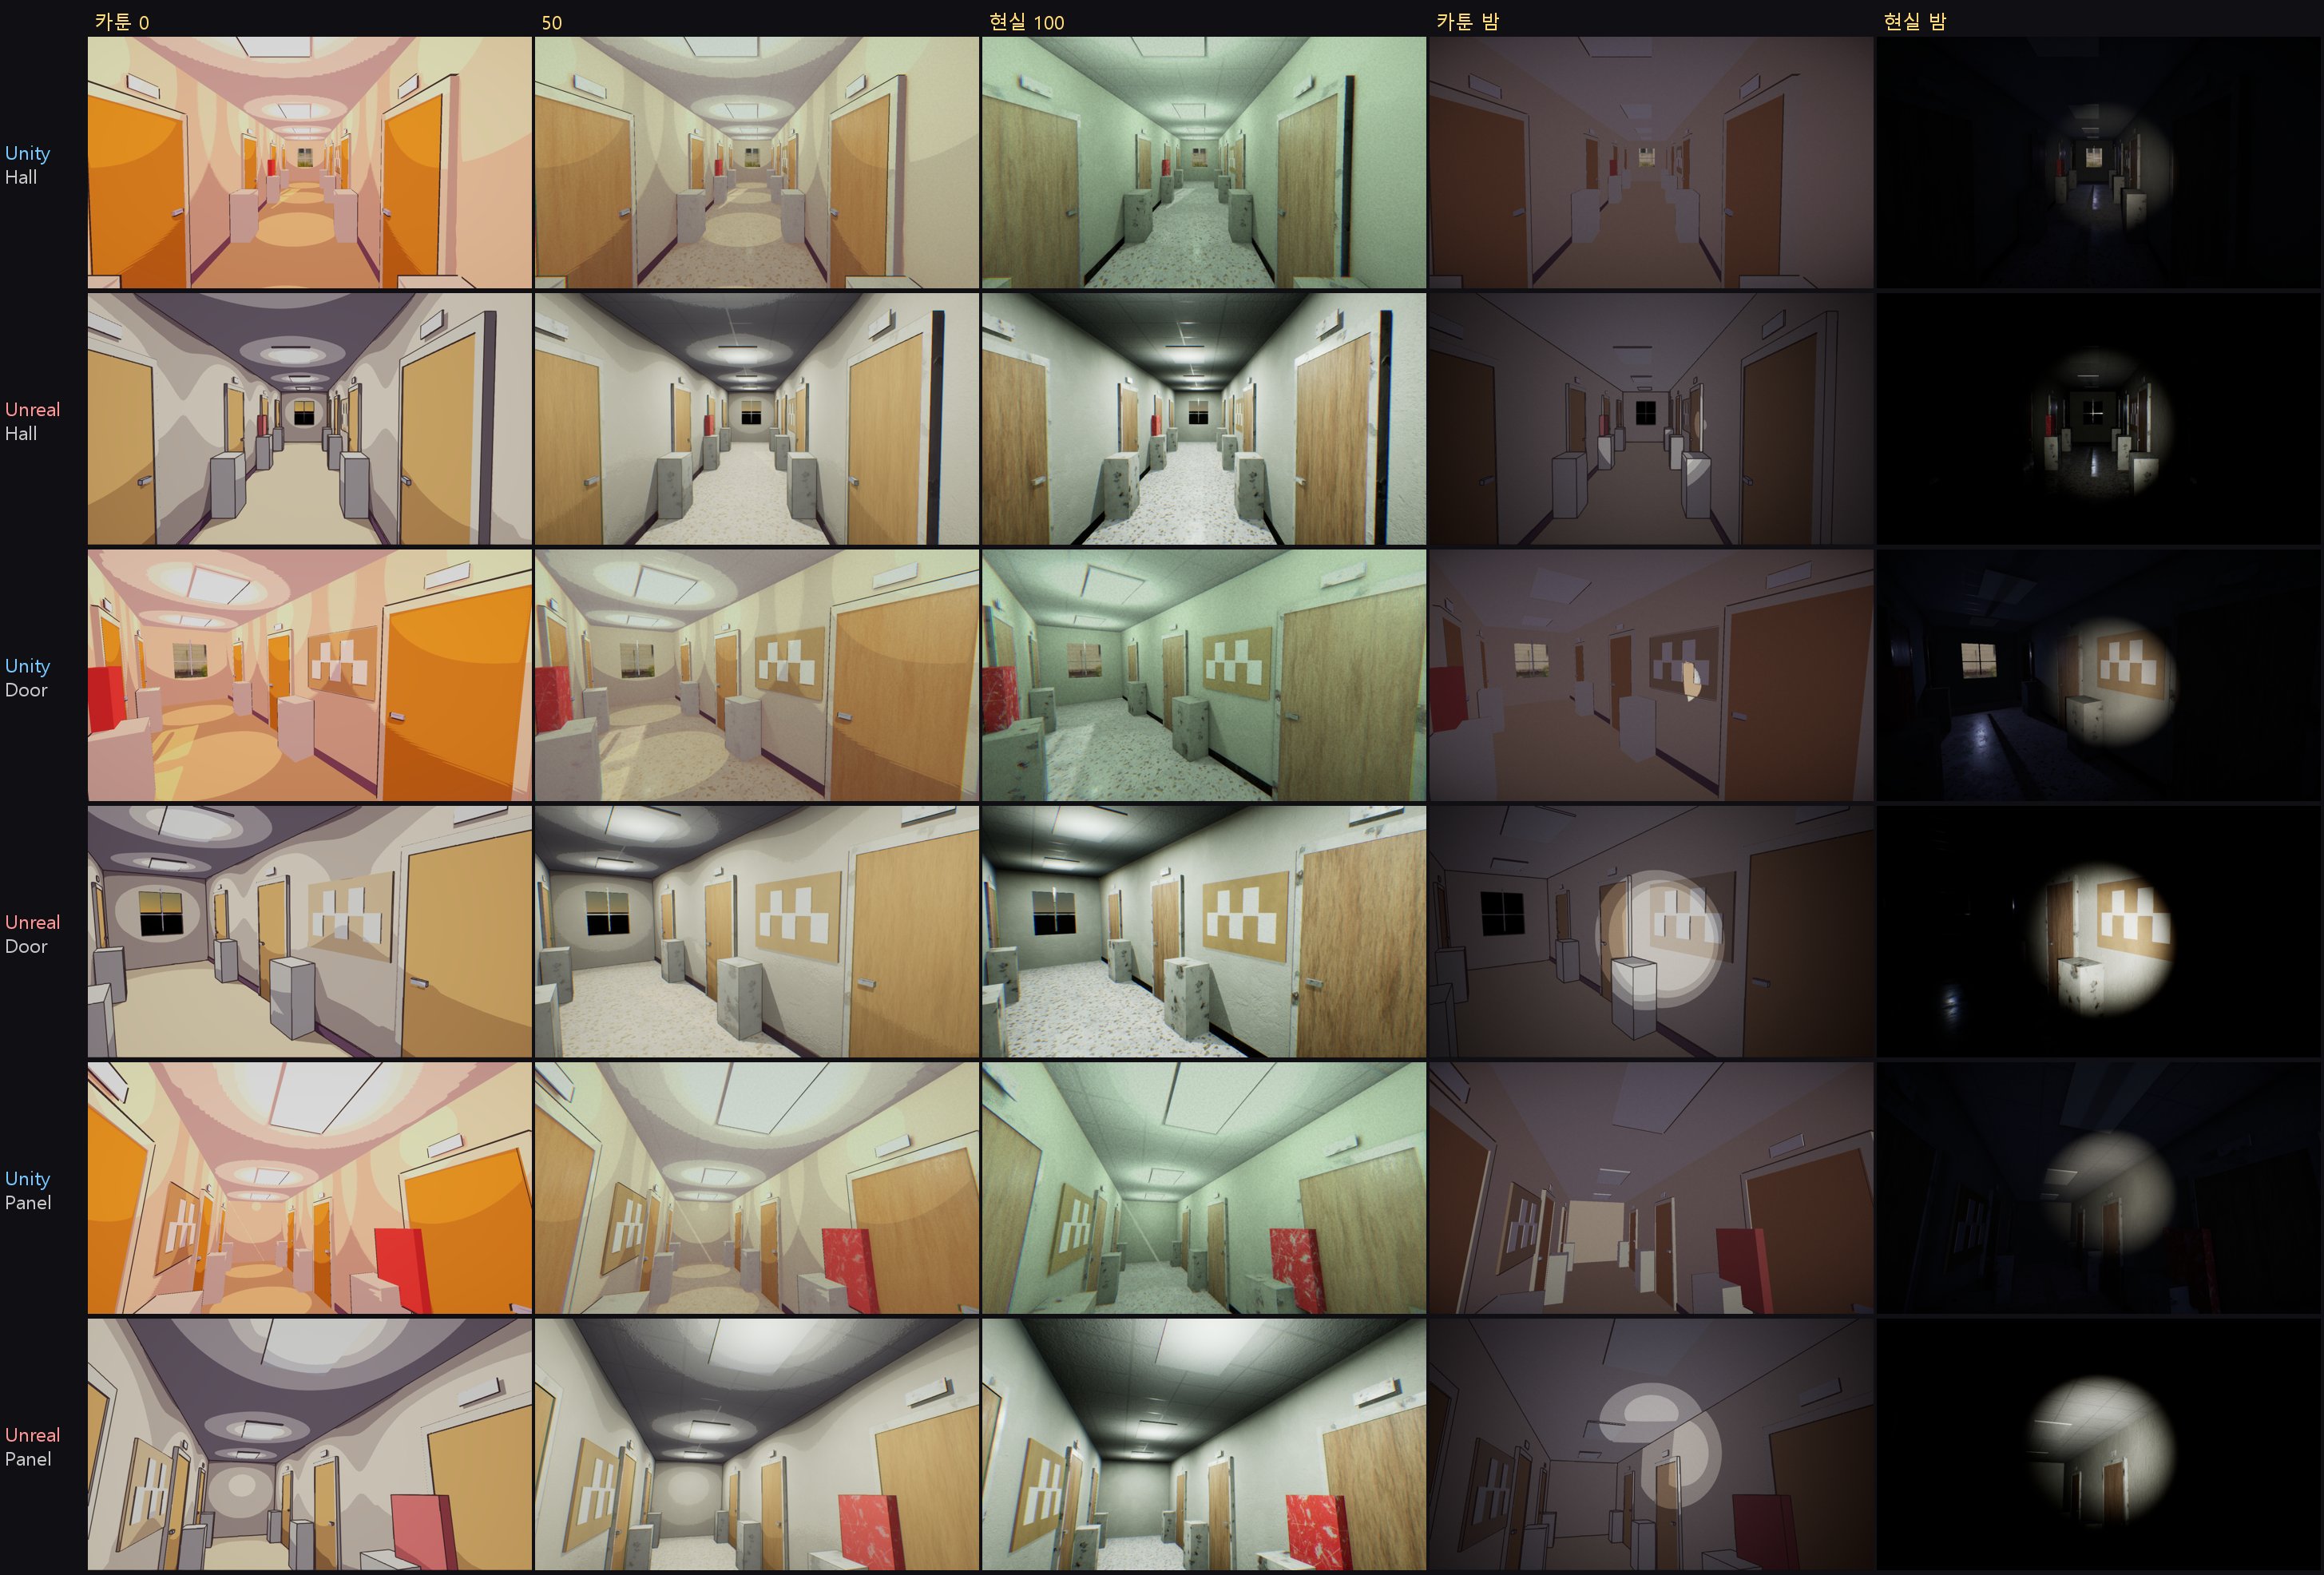 카툰 0
50
현실 100
카툰 밤
현실 밤
Unity
Hall
Unreal
Hall
Unity
Door
Unreal
Door
Unity
Panel
Unreal
Panel